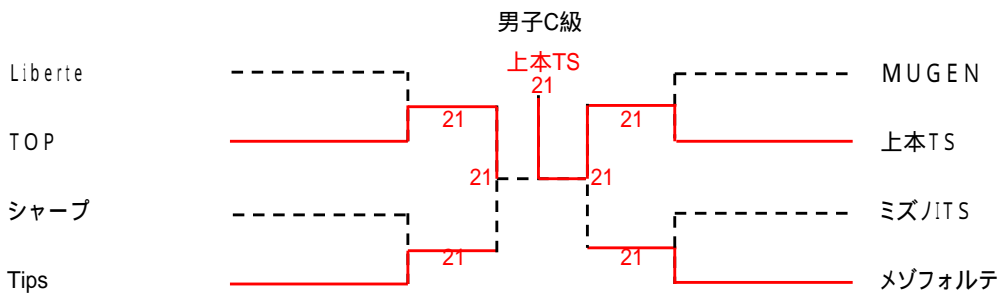 男子C級
上本TS
21
Liberte
MUGEN
21
21
TOP
上本TS
21
21
シャープ
ミズノITS
21
21
Tips
メゾフォルテ